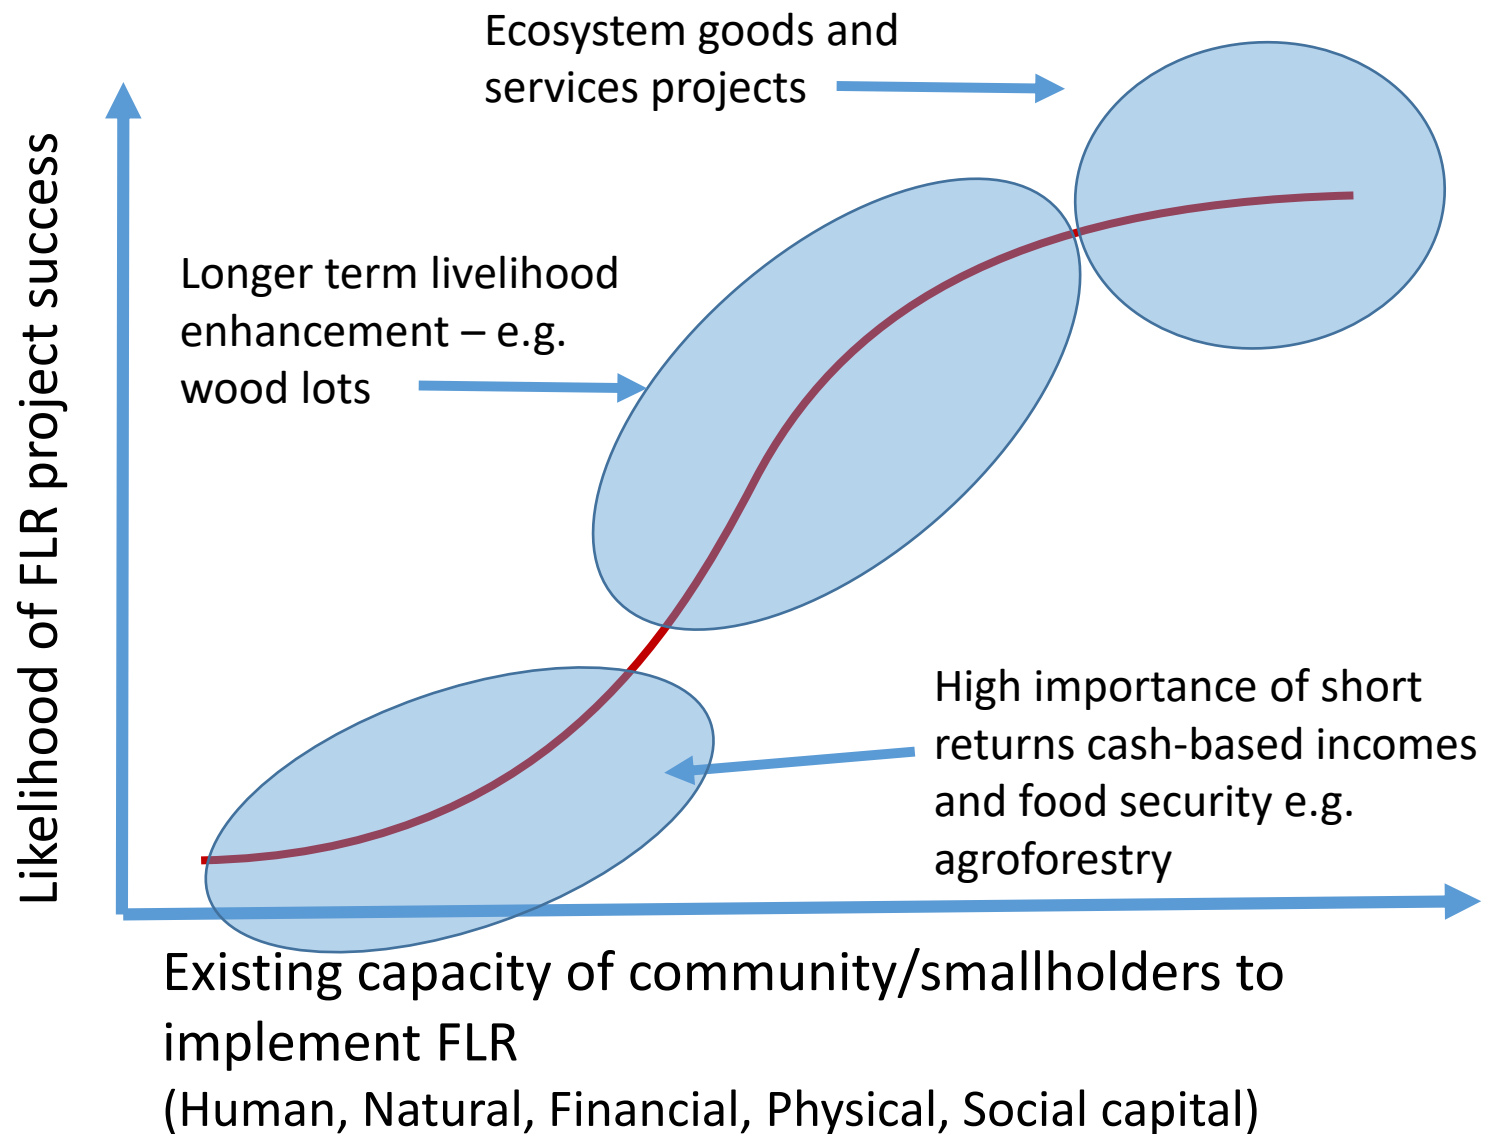 Ecosystem goods and
services projects
Likelihood of FLR project success
Longer term livelihood
enhancement – e.g.
wood lots
High importance of short
returns cash-based incomes
and food security e.g.
agroforestry
Existing capacity of community/smallholders to
implement FLR
(Human, Natural, Financial, Physical, Social capital)